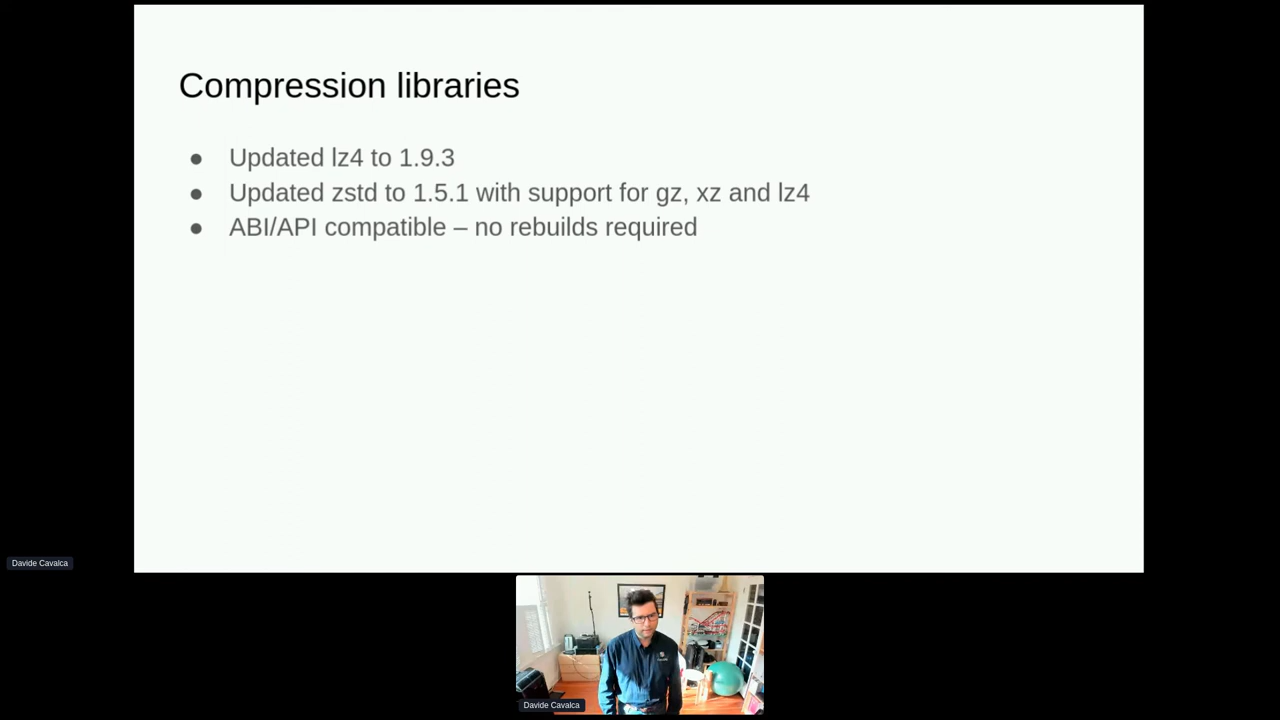 Compression libraries
● Updated lz4 to 1.9.3
● Updated zstd to 1.5.1 with support for gz, xz and lz4
● ABI/API compatible – no rebuilds required
Davide Cavalca
Davide Cavalca